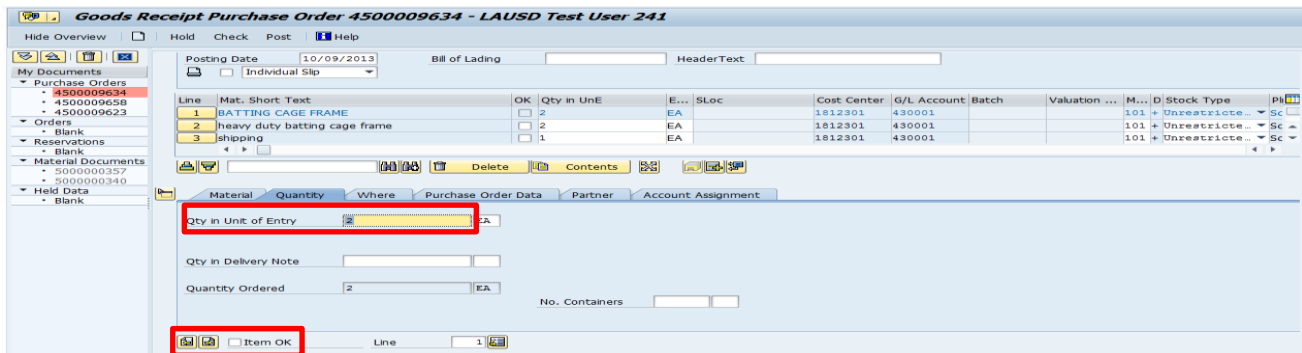 Goods Receipt Purchase Order 4500009634 - LAUSD Test User 241
Hide Overview Hold Check Post Help
My Documents
Purchase Orders
4500009634
4500009658
4500009623
Orders
Blank
Reservations
Blank
Material Documents
5000000357
5000000340
Held Data
Blank
Posting Date 10/09/2013 Bill of Lading HeaderText
Individual Slip
Line Mat. Short Text OK Qty in UnE E... SLoc Cost Center G/L Account Batch Valuation ... M... D Stock Type
1 BATTING CAGE FRAME 2 EA 1812301 430001 101 + Unrestricte...
2 heavy duty batting cage frame 2 EA 1812301 430001 101 + Unrestricte... Sc
3 shipping 1 EA 1812301 430001 101 + Unrestricte... Sc
Delete Contents
Material Quantity Where Purchase Order Data Partner Account Assignment
Qty in Unit of Entry 2 EA
Qty in Delivery Note
Quantity Ordered 2 EA
No. Containers
Item OK Line 1